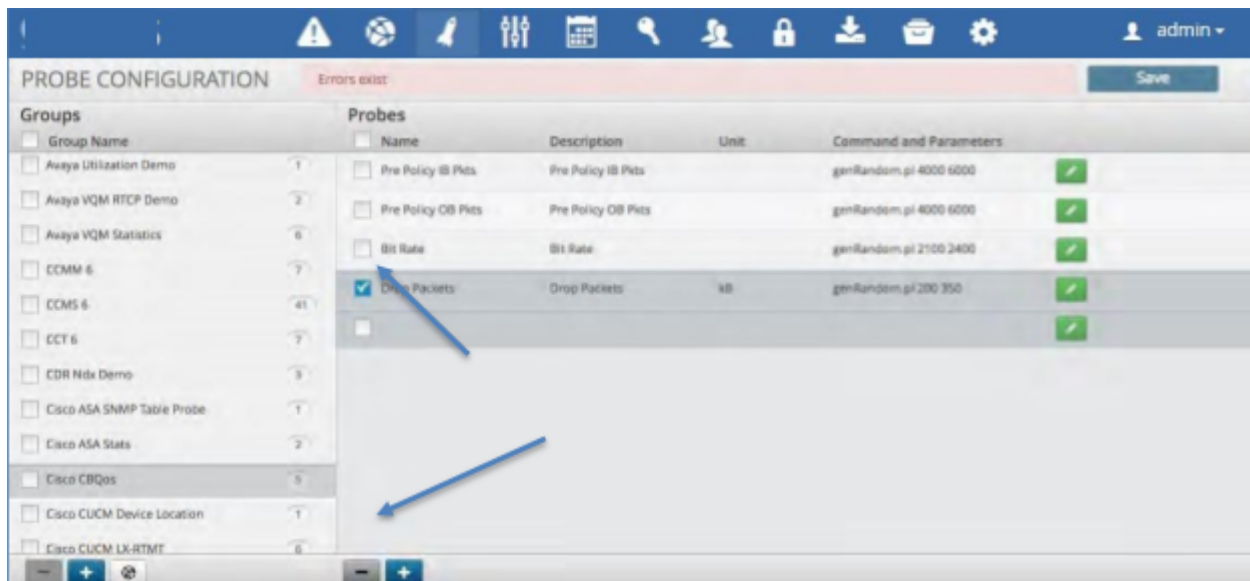 admin
PROBE CONFIGURATION
Errors exist
Save
Groups
Probes
Group Name
Name Description Unit Command and Parameters
Avaya Utilization Demo 1
Avaya VQM RTCP Demo 2
Avaya VQM Statistics 6
CCMM 6 7
CCMS 6 41
CCT 6 7
CDR Ndx Demo 3
Cisco ASA SNMP Table Probe 1
Cisco ASA Stats 2
Cisco CBQos 5
Cisco CUCM Device Location 1
Cisco CUCM LX-RTMT 6
Pre Policy IB Pkts Pre Policy IB Pkts genRandom.pl 4000 6000
Pre Policy OB Pkts Pre Policy OB Pkts genRandom.pl 4000 6000
Bit Rate Bit Rate genRandom.pl 2100 2400
Drop Packets Drop Packets kB genRandom.pl 200 350